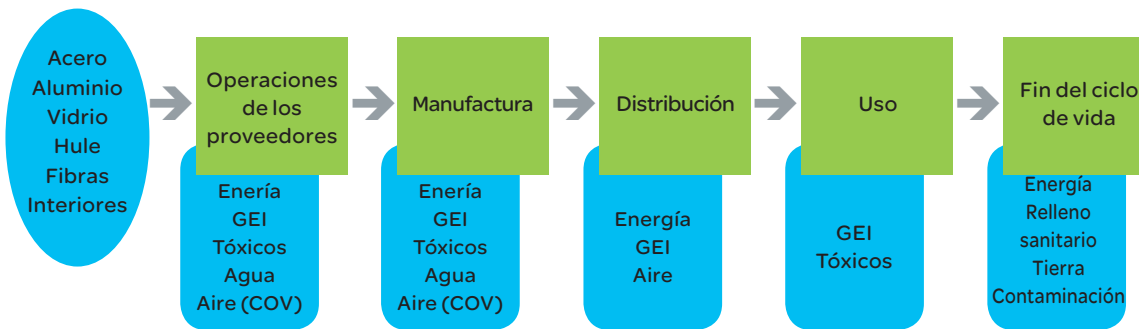 Acero
Aluminio
Vidrio
Hule
Fibras
Interiores
Operaciones
de los
proveedores
Enería
GEI
Tóxicos
Agua
Aire (COV)
Manufactura
Enería
GEI
Tóxicos
Agua
Aire (COV)
Distribución
Energía
GEI
Aire
Uso
GEI
Tóxicos
Fin del ciclo
de vida
Energía
Relleno
sanitario
Tierra
Contaminación